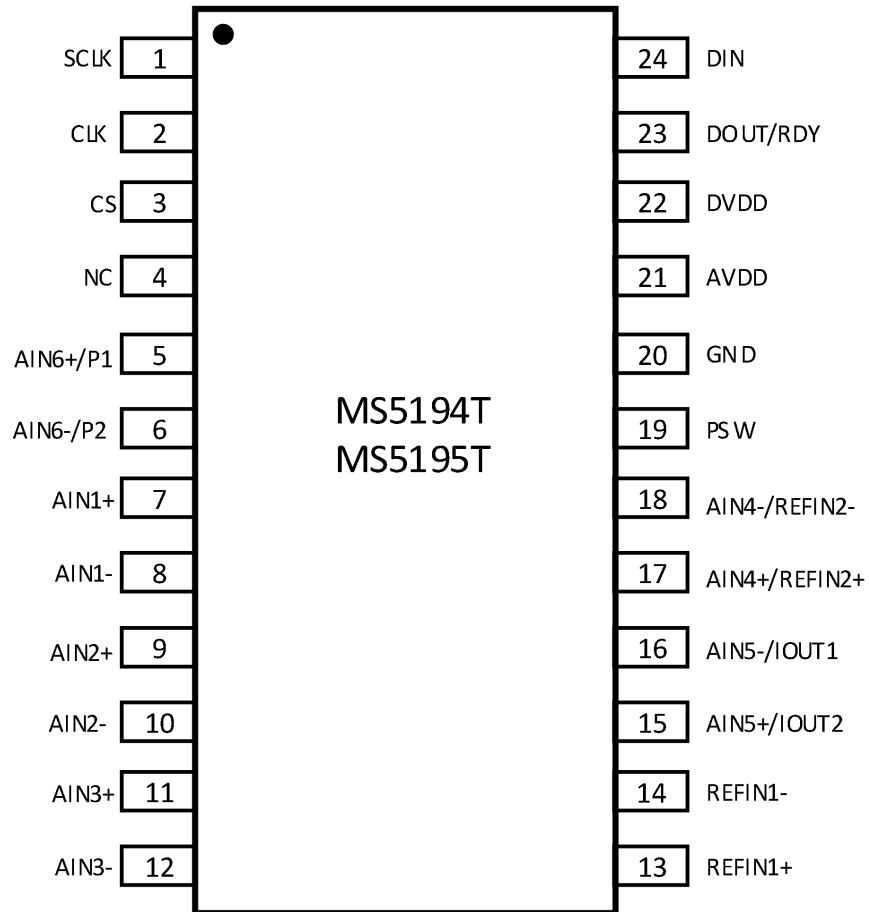 SCLK 1 24 DIN
CLK 2 23 DOUT/RDY
CS 3 22 DVDD
NC 4 21 AVDD
AIN6+/P1 5 20 GND
AIN6-/P2 6 19 PSW
MS5194T
MS5195T
AIN1+ 7 18 AIN4-/REFIN2-
AIN1- 8 17 AIN4+/REFIN2+
AIN2+ 9 16 AIN5-/IOUT1
AIN2- 10 15 AIN5+/IOUT2
AIN3+ 11 14 REFIN1-
AIN3- 12 13 REFIN1+